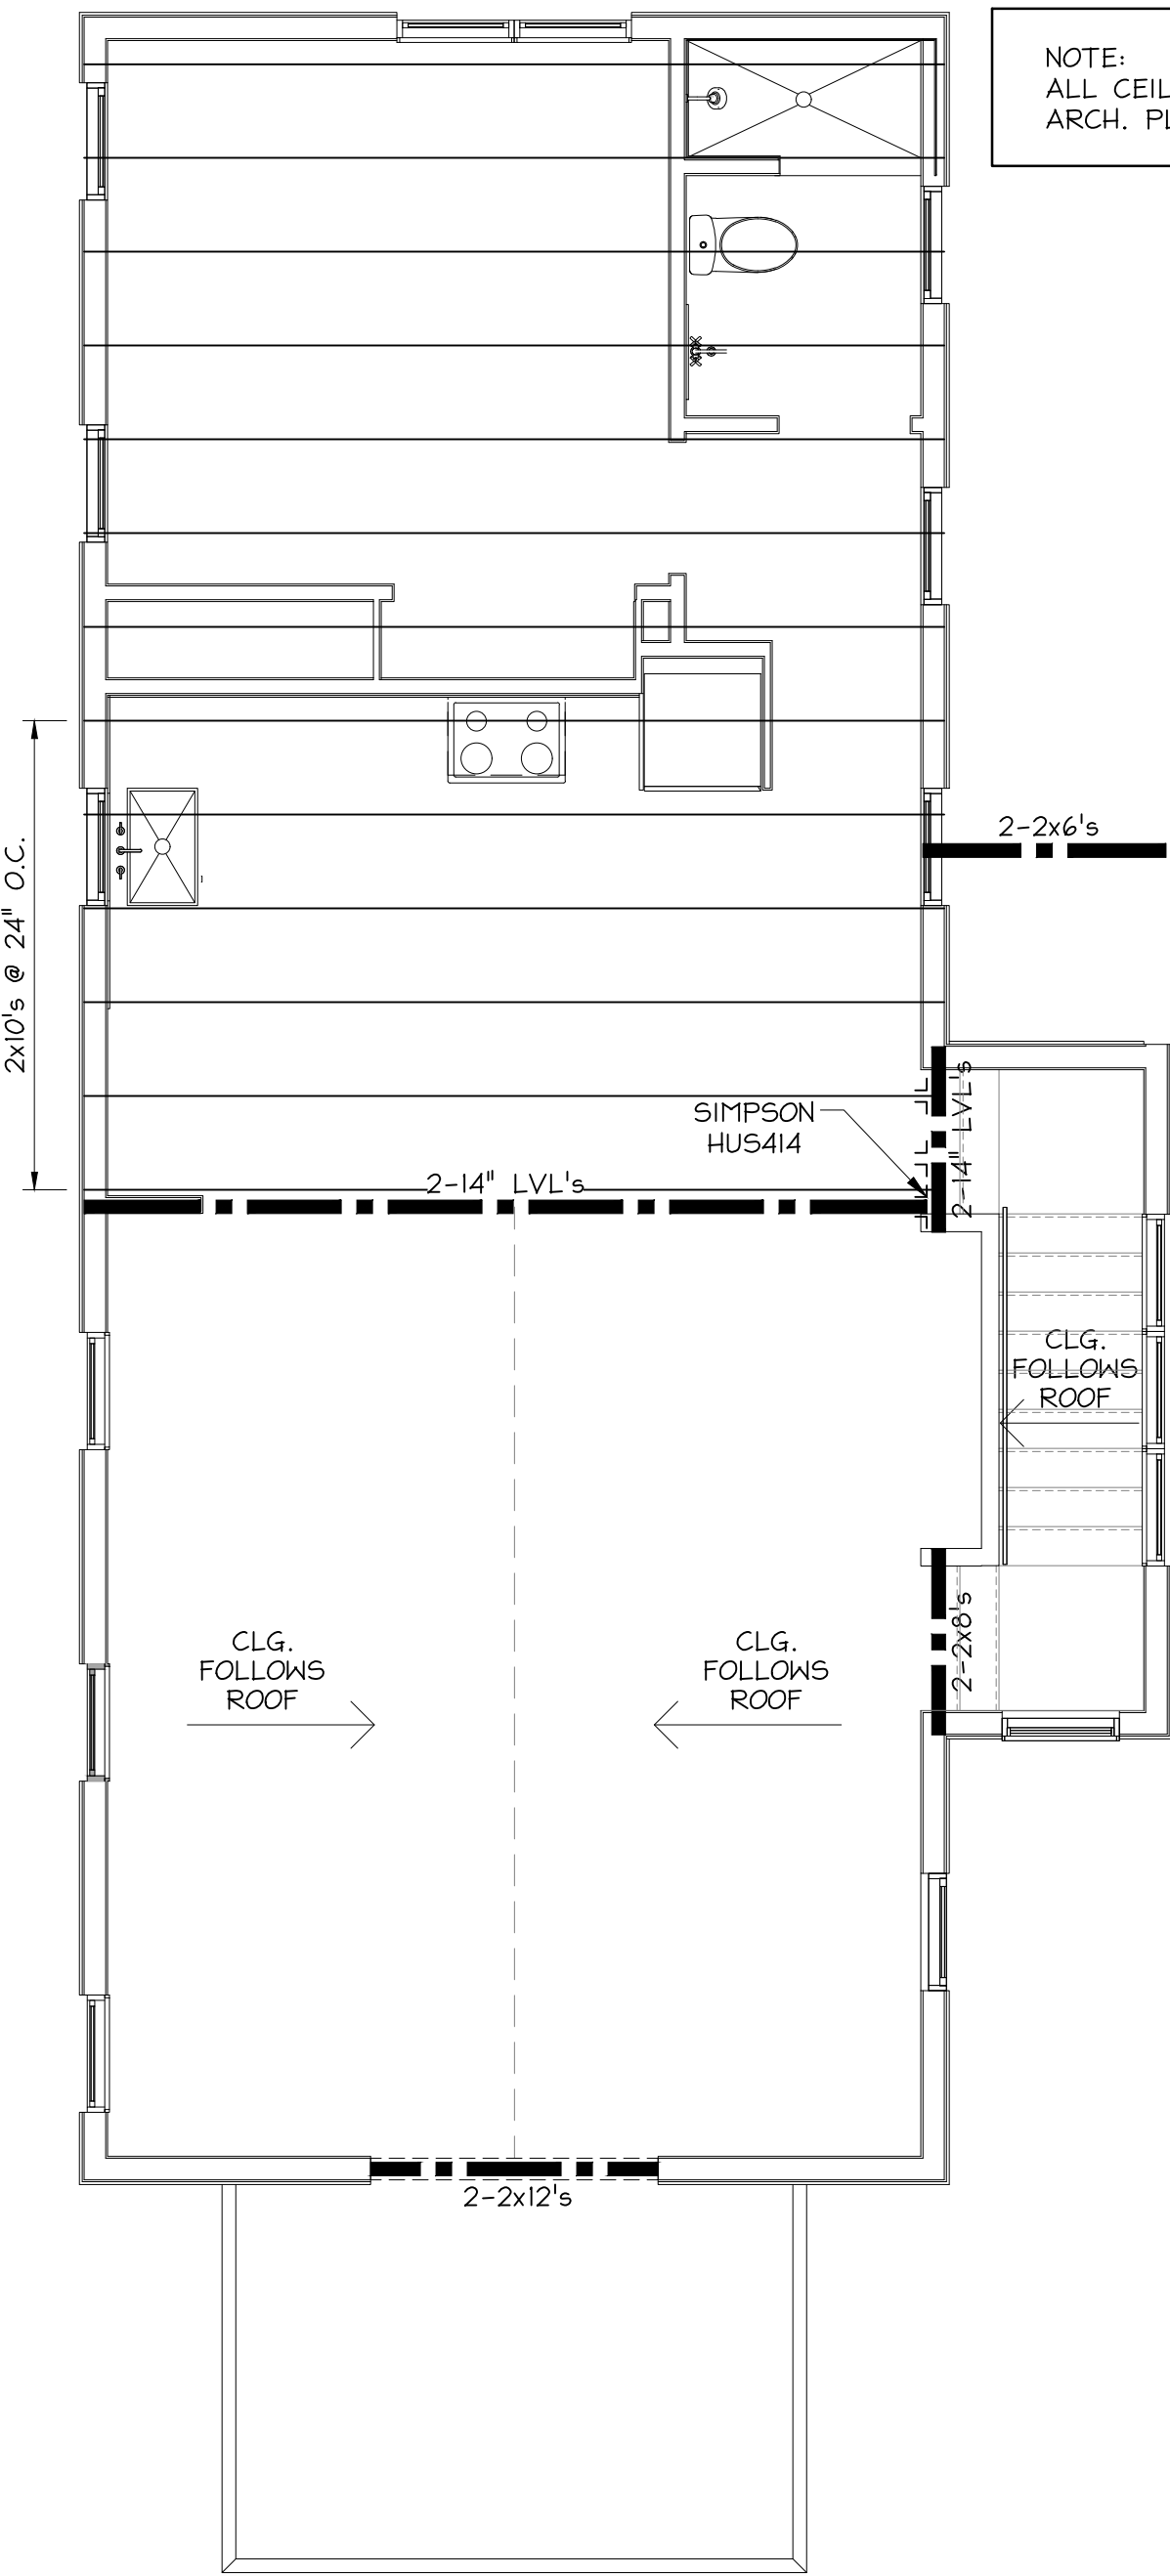 NOTE:
ALL CEIL
ARCH. PL
2-2x6's
2x10's @ 24" O.C.
SIMPSON
HUS414
2-14" LVL's
2-14" LVL's
CLG.
FOLLOWS
ROOF
2-2x8's
CLG.
FOLLOWS
ROOF
CLG.
FOLLOWS
ROOF
2-2x12's